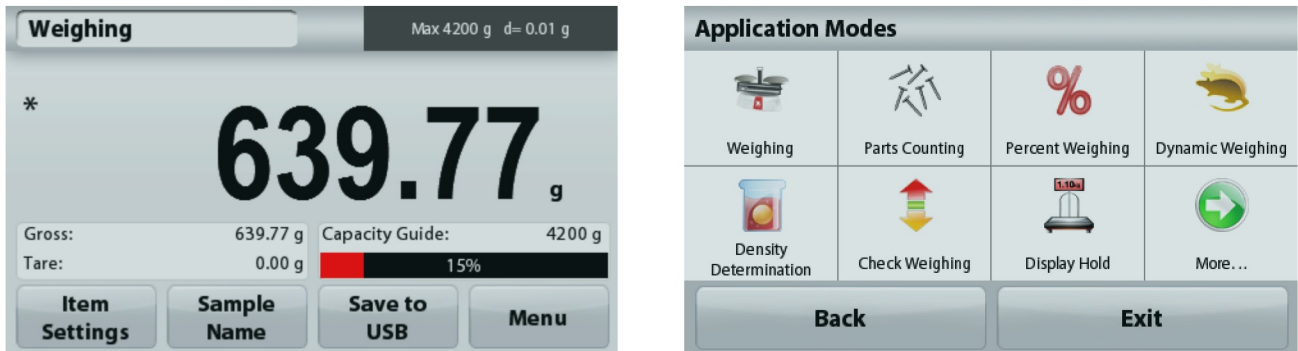 Weighing
Max 4200 g d= 0.01 g
*
639.77 g
Gross: 639.77 g
Tare: 0.00 g
Capacity Guide: 4200 g
15%
Item
Settings
Sample
Name
Save to
USB
Menu
Application Modes
Weighing
Parts Counting
%
Percent Weighing
Dynamic Weighing
Density
Determination
Check Weighing
1.10kg
Display Hold
More...
Back
Exit